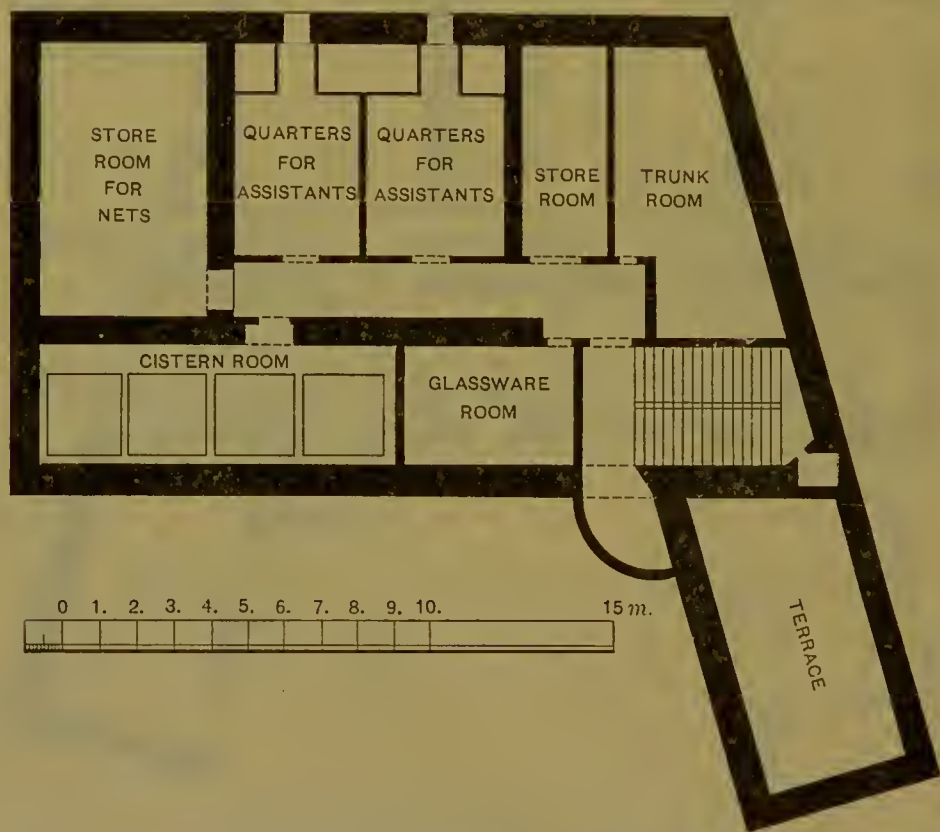 STORE
ROOM
FOR
NETS
QUARTERS
FOR
ASSISTANTS
QUARTERS
FOR
ASSISTANTS
STORE
ROOM
TRUNK
ROOM
CISTERN ROOM
GLASSWARE
ROOM
TERRACE
0 1. 2. 3. 4. 5. 6. 7. 8. 9. 10. 15 m.